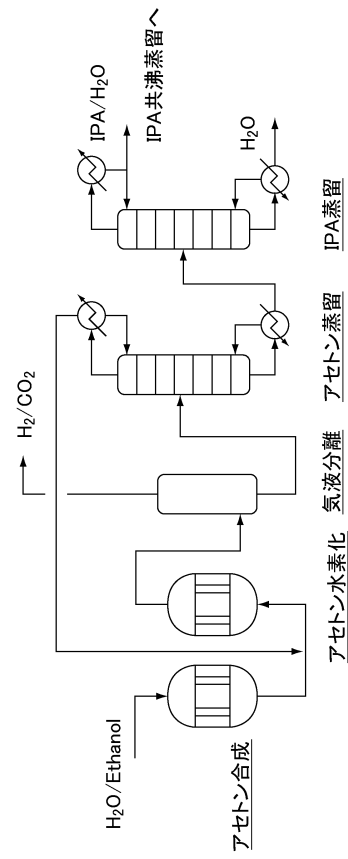 H₂O/Ethanol
アセトン合成
アセトン水素化
H₂/CO₂
気液分離
アセトン蒸留
IPA/H₂O
IPA共沸蒸留へ
H₂O
IPA蒸留